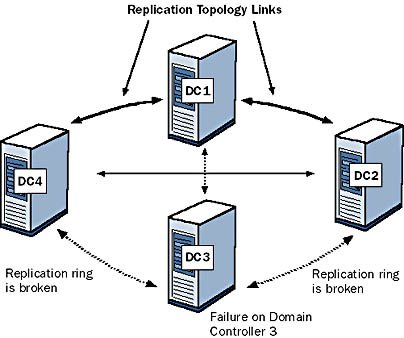 Replication Topology Links
DC1
DC4
DC2
DC3
Replication ring
is broken
Replication ring
is broken
Failure on Domain
Controller 3